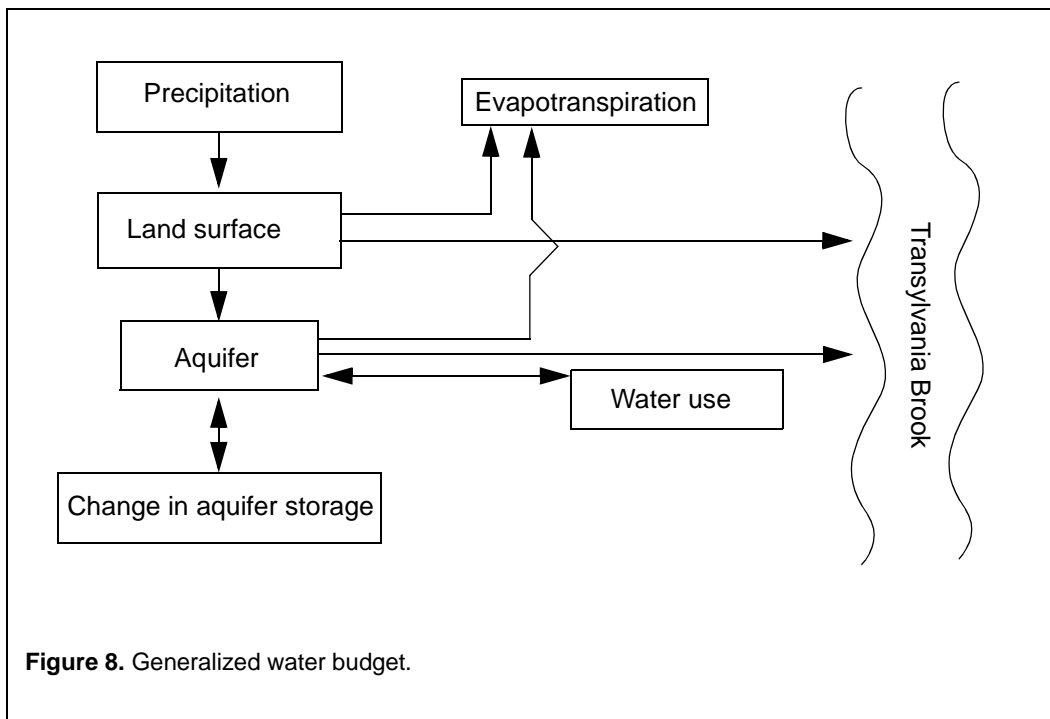 Precipitation
Evapotranspiration
Land surface
Transylvania Brook
Aquifer
Water use
Change in aquifer storage
Figure 8. Generalized water budget.